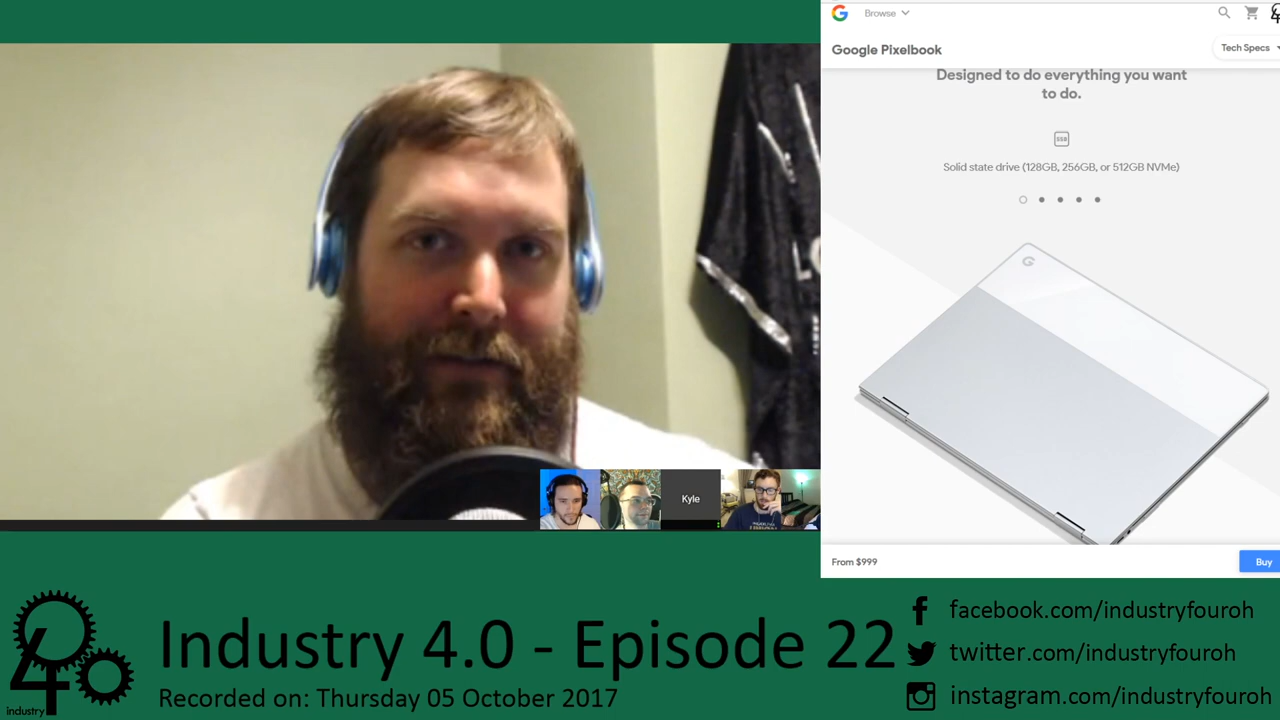 Browse
Google Pixelbook
Tech Specs
Designed to do everything you want
to do.
SSB
Solid state drive (128GB, 256GB, or 512GB NVMe)
G
From $999
Buy
Kyle
40
industry
Industry 4.0 - Episode 22
Recorded on: Thursday 05 October 2017
facebook.com/industryfouroh
twitter.com/industryfouroh
instagram.com/industryfouroh